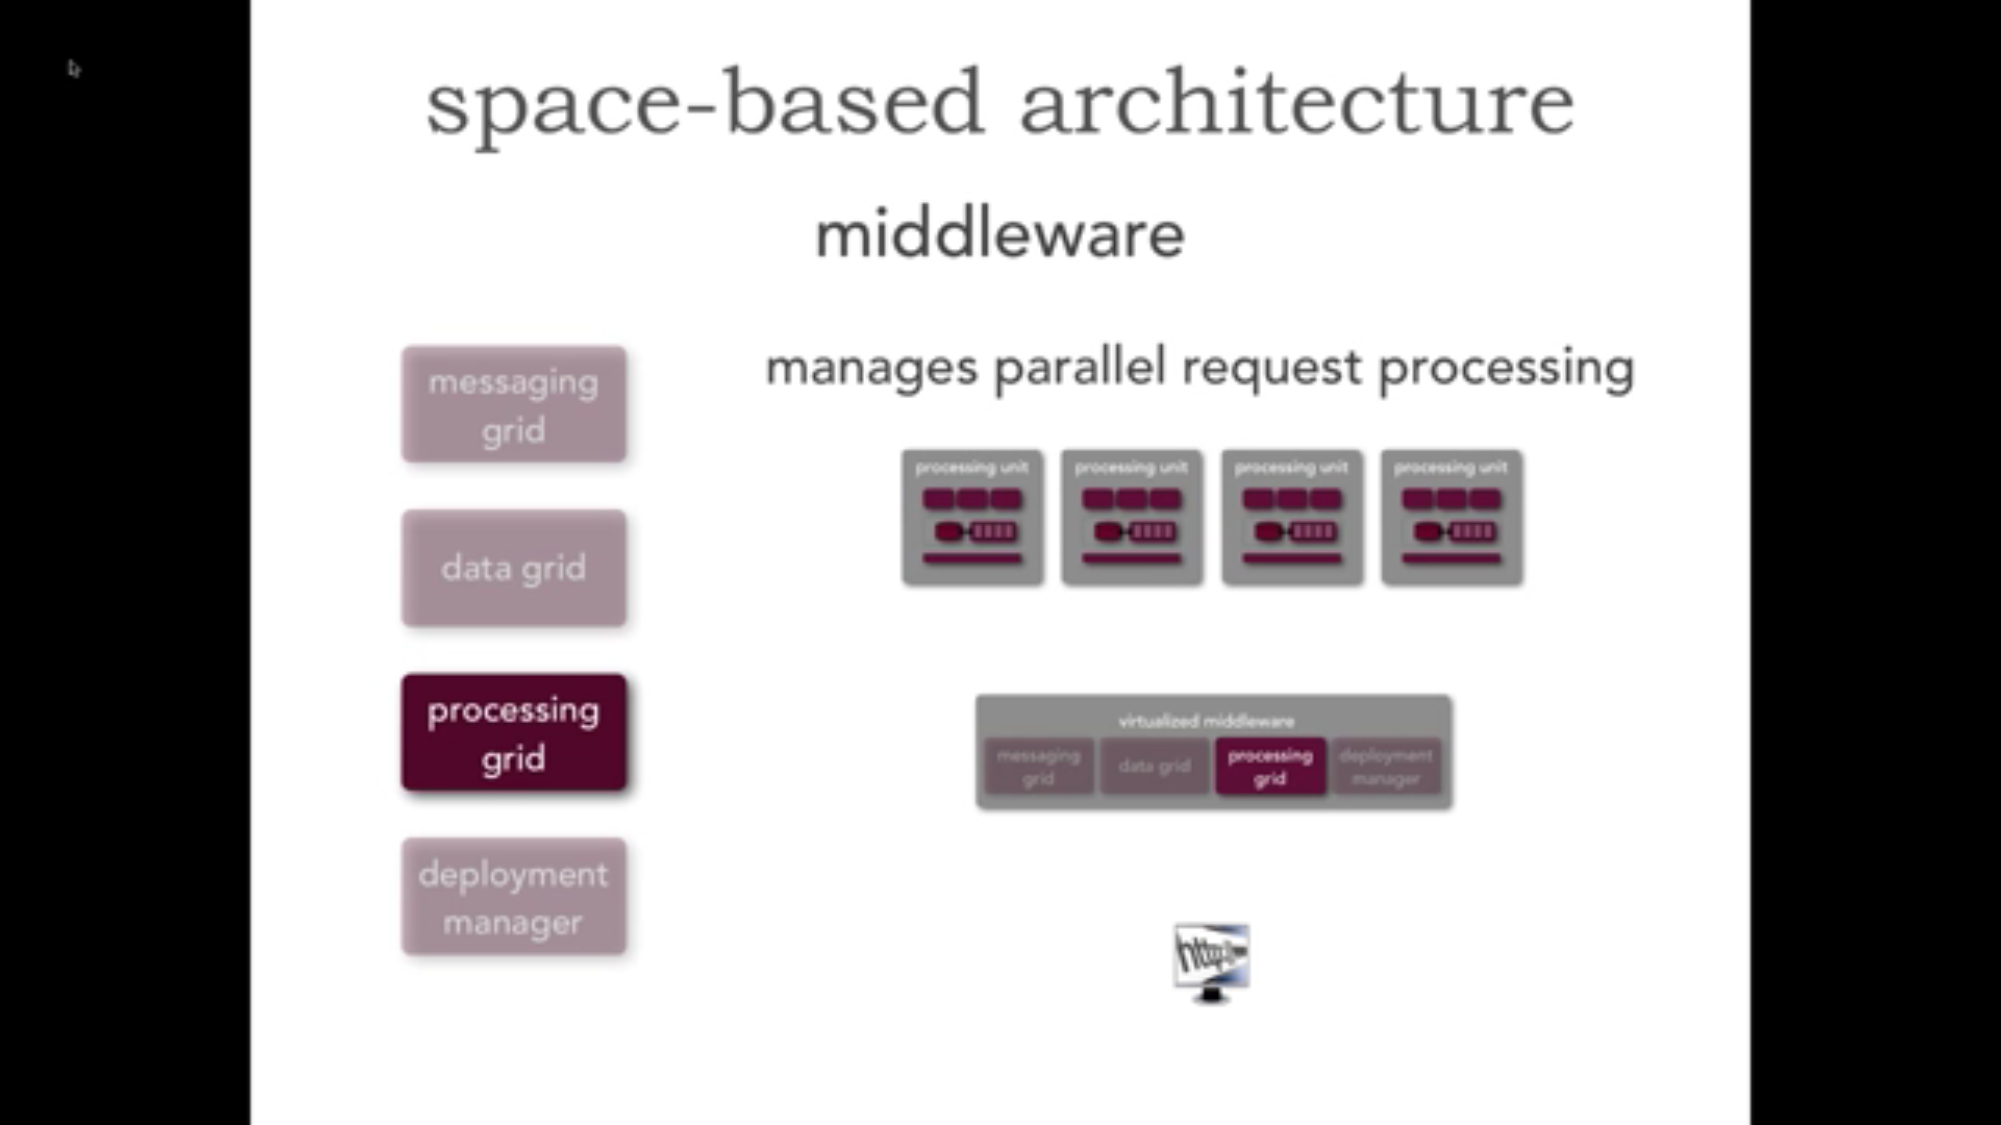 space-based architecture
middleware
messaging
grid
data grid
processing
grid
deployment
manager
manages parallel request processing
processing unit
processing unit
processing unit
processing unit
virtualized middleware
messaging
grid
data grid
processing
grid
deployment
manager